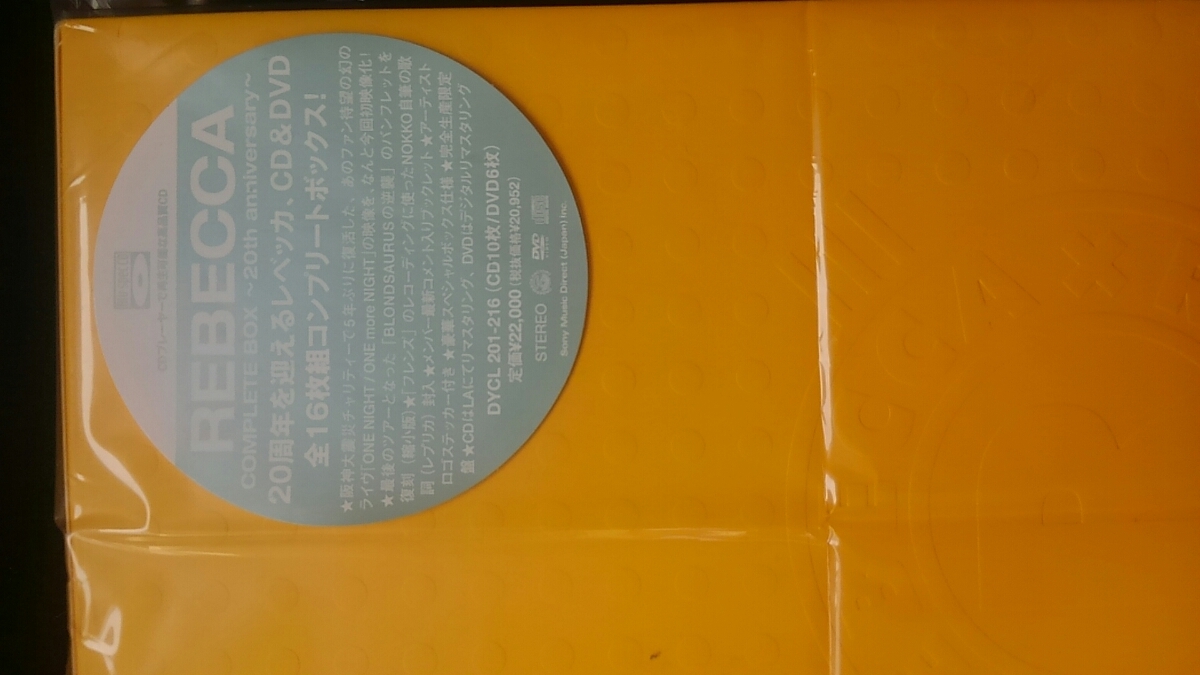 CDプレーヤーで再生可能な高品質CD
REBECCA
COMPLETE BOX ～20th anniversary～
20周年を迎えるレベッカ、CD&DVD
全16枚組コンプリートボックス!
★阪神大震災チャリティーで5年ぶりに復活した、あのファン待望の幻の
ライヴ「ONE NIGHT/ONE more NIGHT」の映像を、なんと今回初映像化!
★最後のツアーとなった「BLONDSAURUSの逆襲」のパンフレットを
復刻(縮小版)★「フレンズ」のレコーディングに使ったNOKKO自筆の歌
詞(レプリカ)封入★メンバー最新コメント入りブックレット★アーティスト
ロゴステッカー付き★豪華スペシャルボックス仕様★完全生産限定
盤★CDはLAにてリマスタリング、DVDはデジタルリマスタリング
DYCL 201-216 (CD10枚/DVD6枚)
定価¥22,000(税抜価格¥20,952)
STEREO DVD
Sony Music Direct (Japan) Inc.